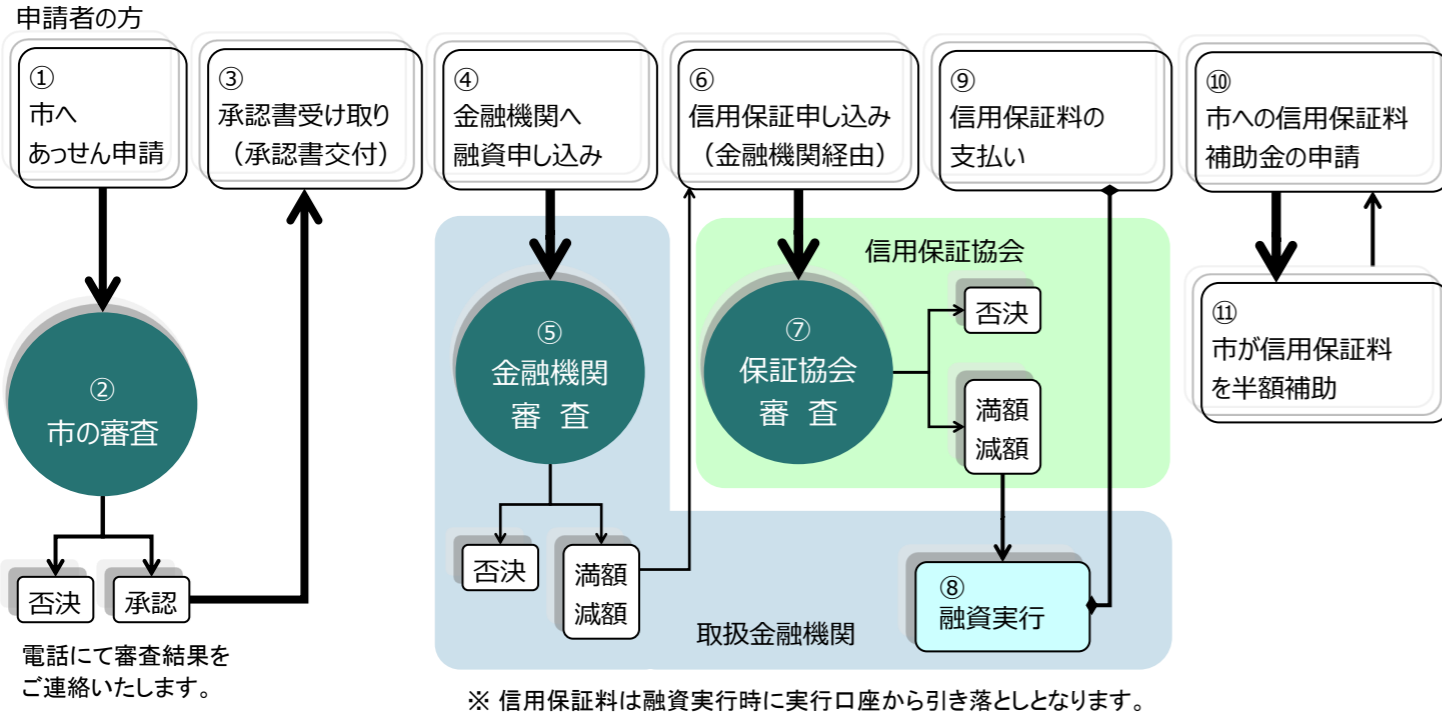 申請者の方
①
市へ
あっせん申請
②
市の審査
否決
承認
電話にて審査結果を
ご連絡いたします。
③
承認書受け取り
（承認書交付）
④
金融機関へ
融資申し込み
⑤
金融機関
審 査
否決
満額
減額
⑥
信用保証申し込み
（金融機関経由）
信用保証協会
⑦
保証協会
審 査
否決
満額
減額
取扱金融機関
⑧
融資実行
⑨
信用保証料の
支払い
⑩
市への信用保証料
補助金の申請
⑪
市が信用保証料
を半額補助
※ 信用保証料は融資実行時に実行口座から引き落としとなります。